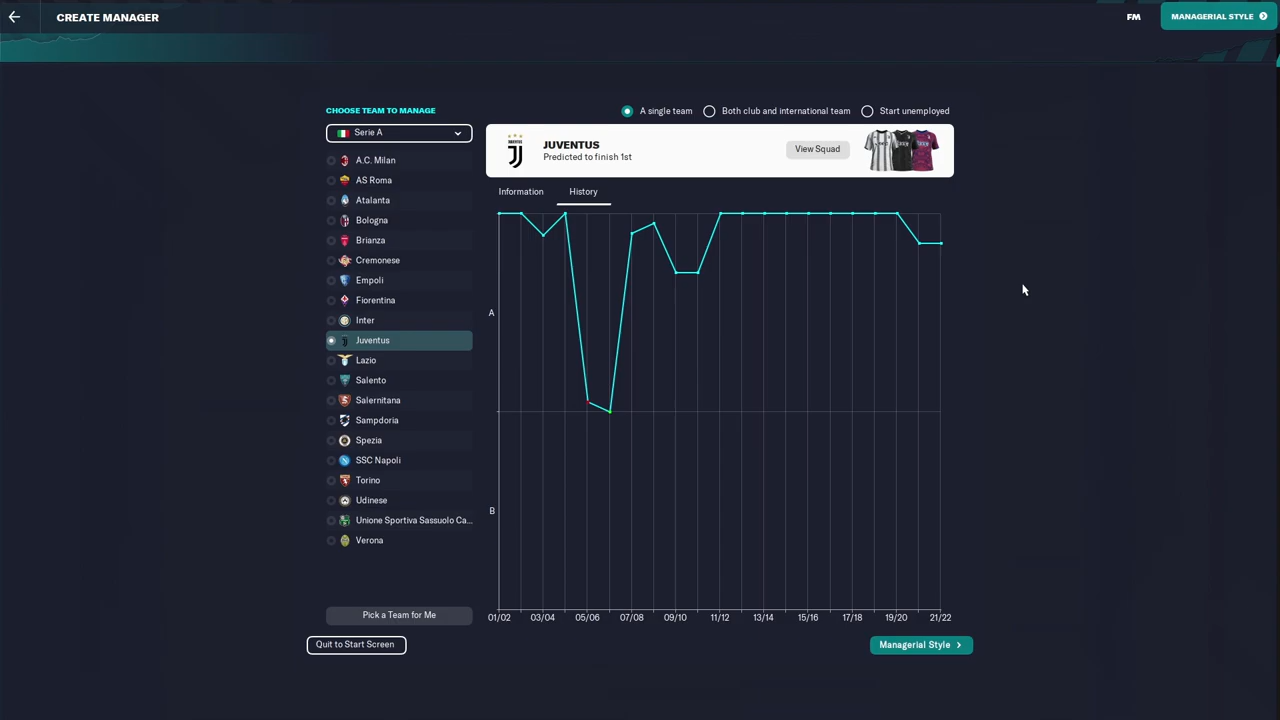 CREATE MANAGER
FM
MANAGERIAL STYLE
CHOOSE TEAM TO MANAGE
A single team
Both club and international team
Start unemployed
Serie A
JUVENTUS
Predicted to finish 1st
View Squad
Information
History
A.C. Milan
AS Roma
Atalanta
Bologna
Brianza
Cremonese
Empoli
Fiorentina
Inter
Juventus
Lazio
Salento
Salernitana
Sampdoria
Spezia
SSC Napoli
Torino
Udinese
Unione Sportiva Sassuolo Ca...
Verona
A
B
01/02 03/04 05/06 07/08 09/10 11/12 13/14 15/16 17/18 19/20 21/22
Pick a Team for Me
Quit to Start Screen
Managerial Style